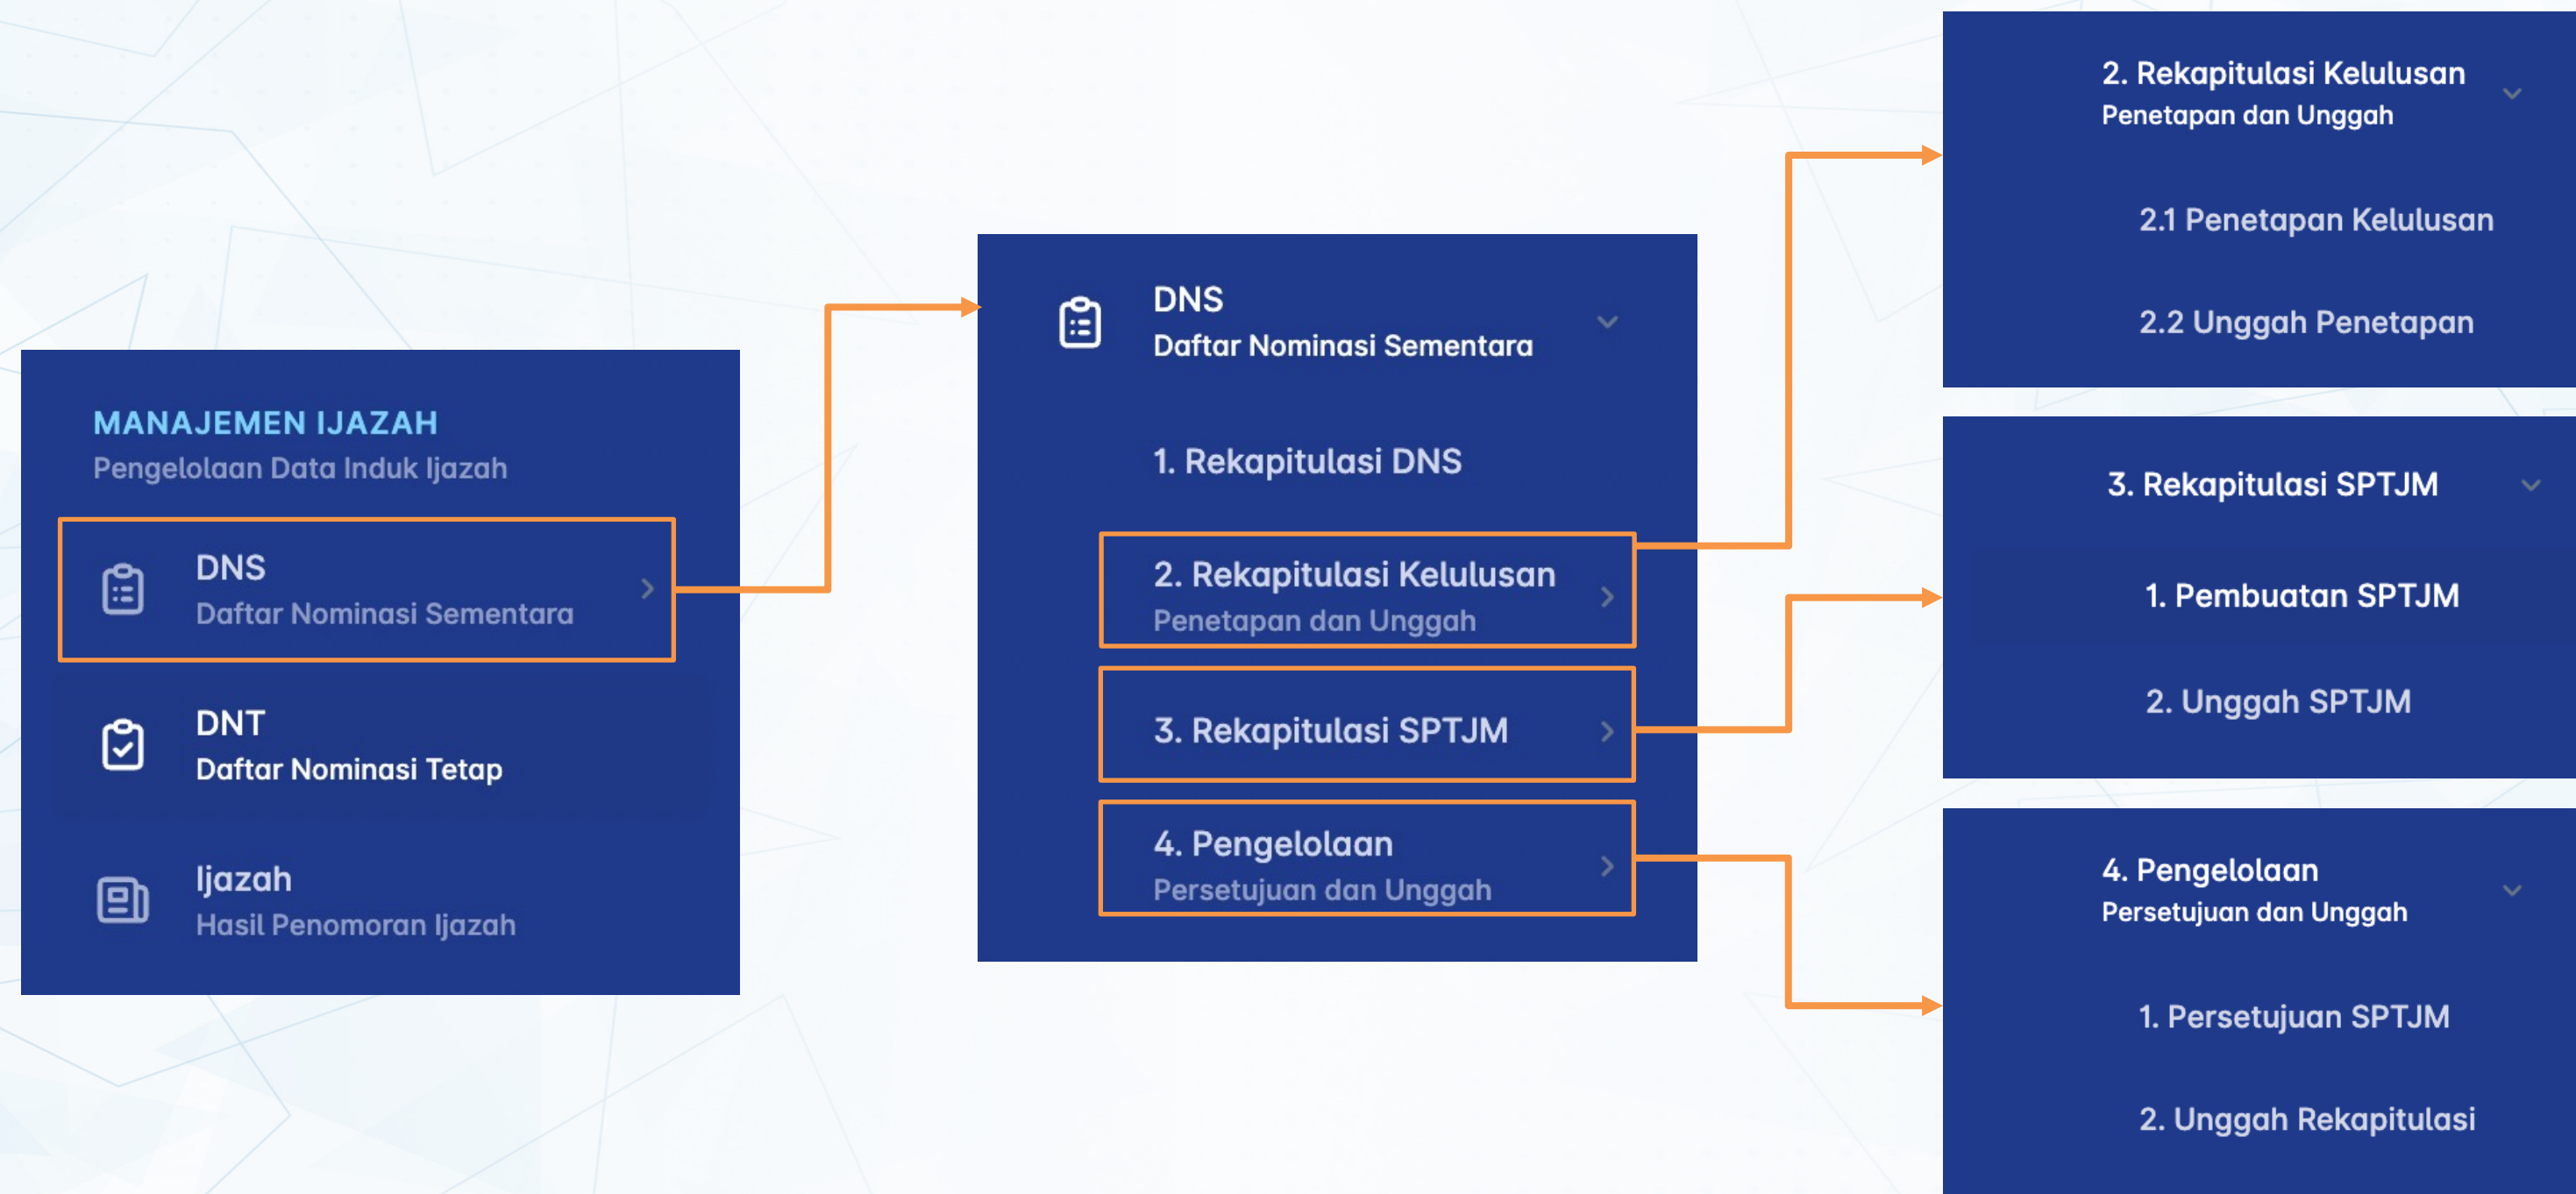 MANAJEMEN IJAZAH
Pengelolaan Data Induk Ijazah
DNS
Daftar Nominasi Sementara
DNT
Daftar Nominasi Tetap
Ijazah
Hasil Penomoran Ijazah
DNS
Daftar Nominasi Sementara
1. Rekapitulasi DNS
2. Rekapitulasi Kelulusan
Penetapan dan Unggah
3. Rekapitulasi SPTJM
4. Pengelolaan
Persetujuan dan Unggah
2. Rekapitulasi Kelulusan
Penetapan dan Unggah
2.1 Penetapan Kelulusan
2.2 Unggah Penetapan
3. Rekapitulasi SPTJM
1. Pembuatan SPTJM
2. Unggah SPTJM
4. Pengelolaan
Persetujuan dan Unggah
1. Persetujuan SPTJM
2. Unggah Rekapitulasi